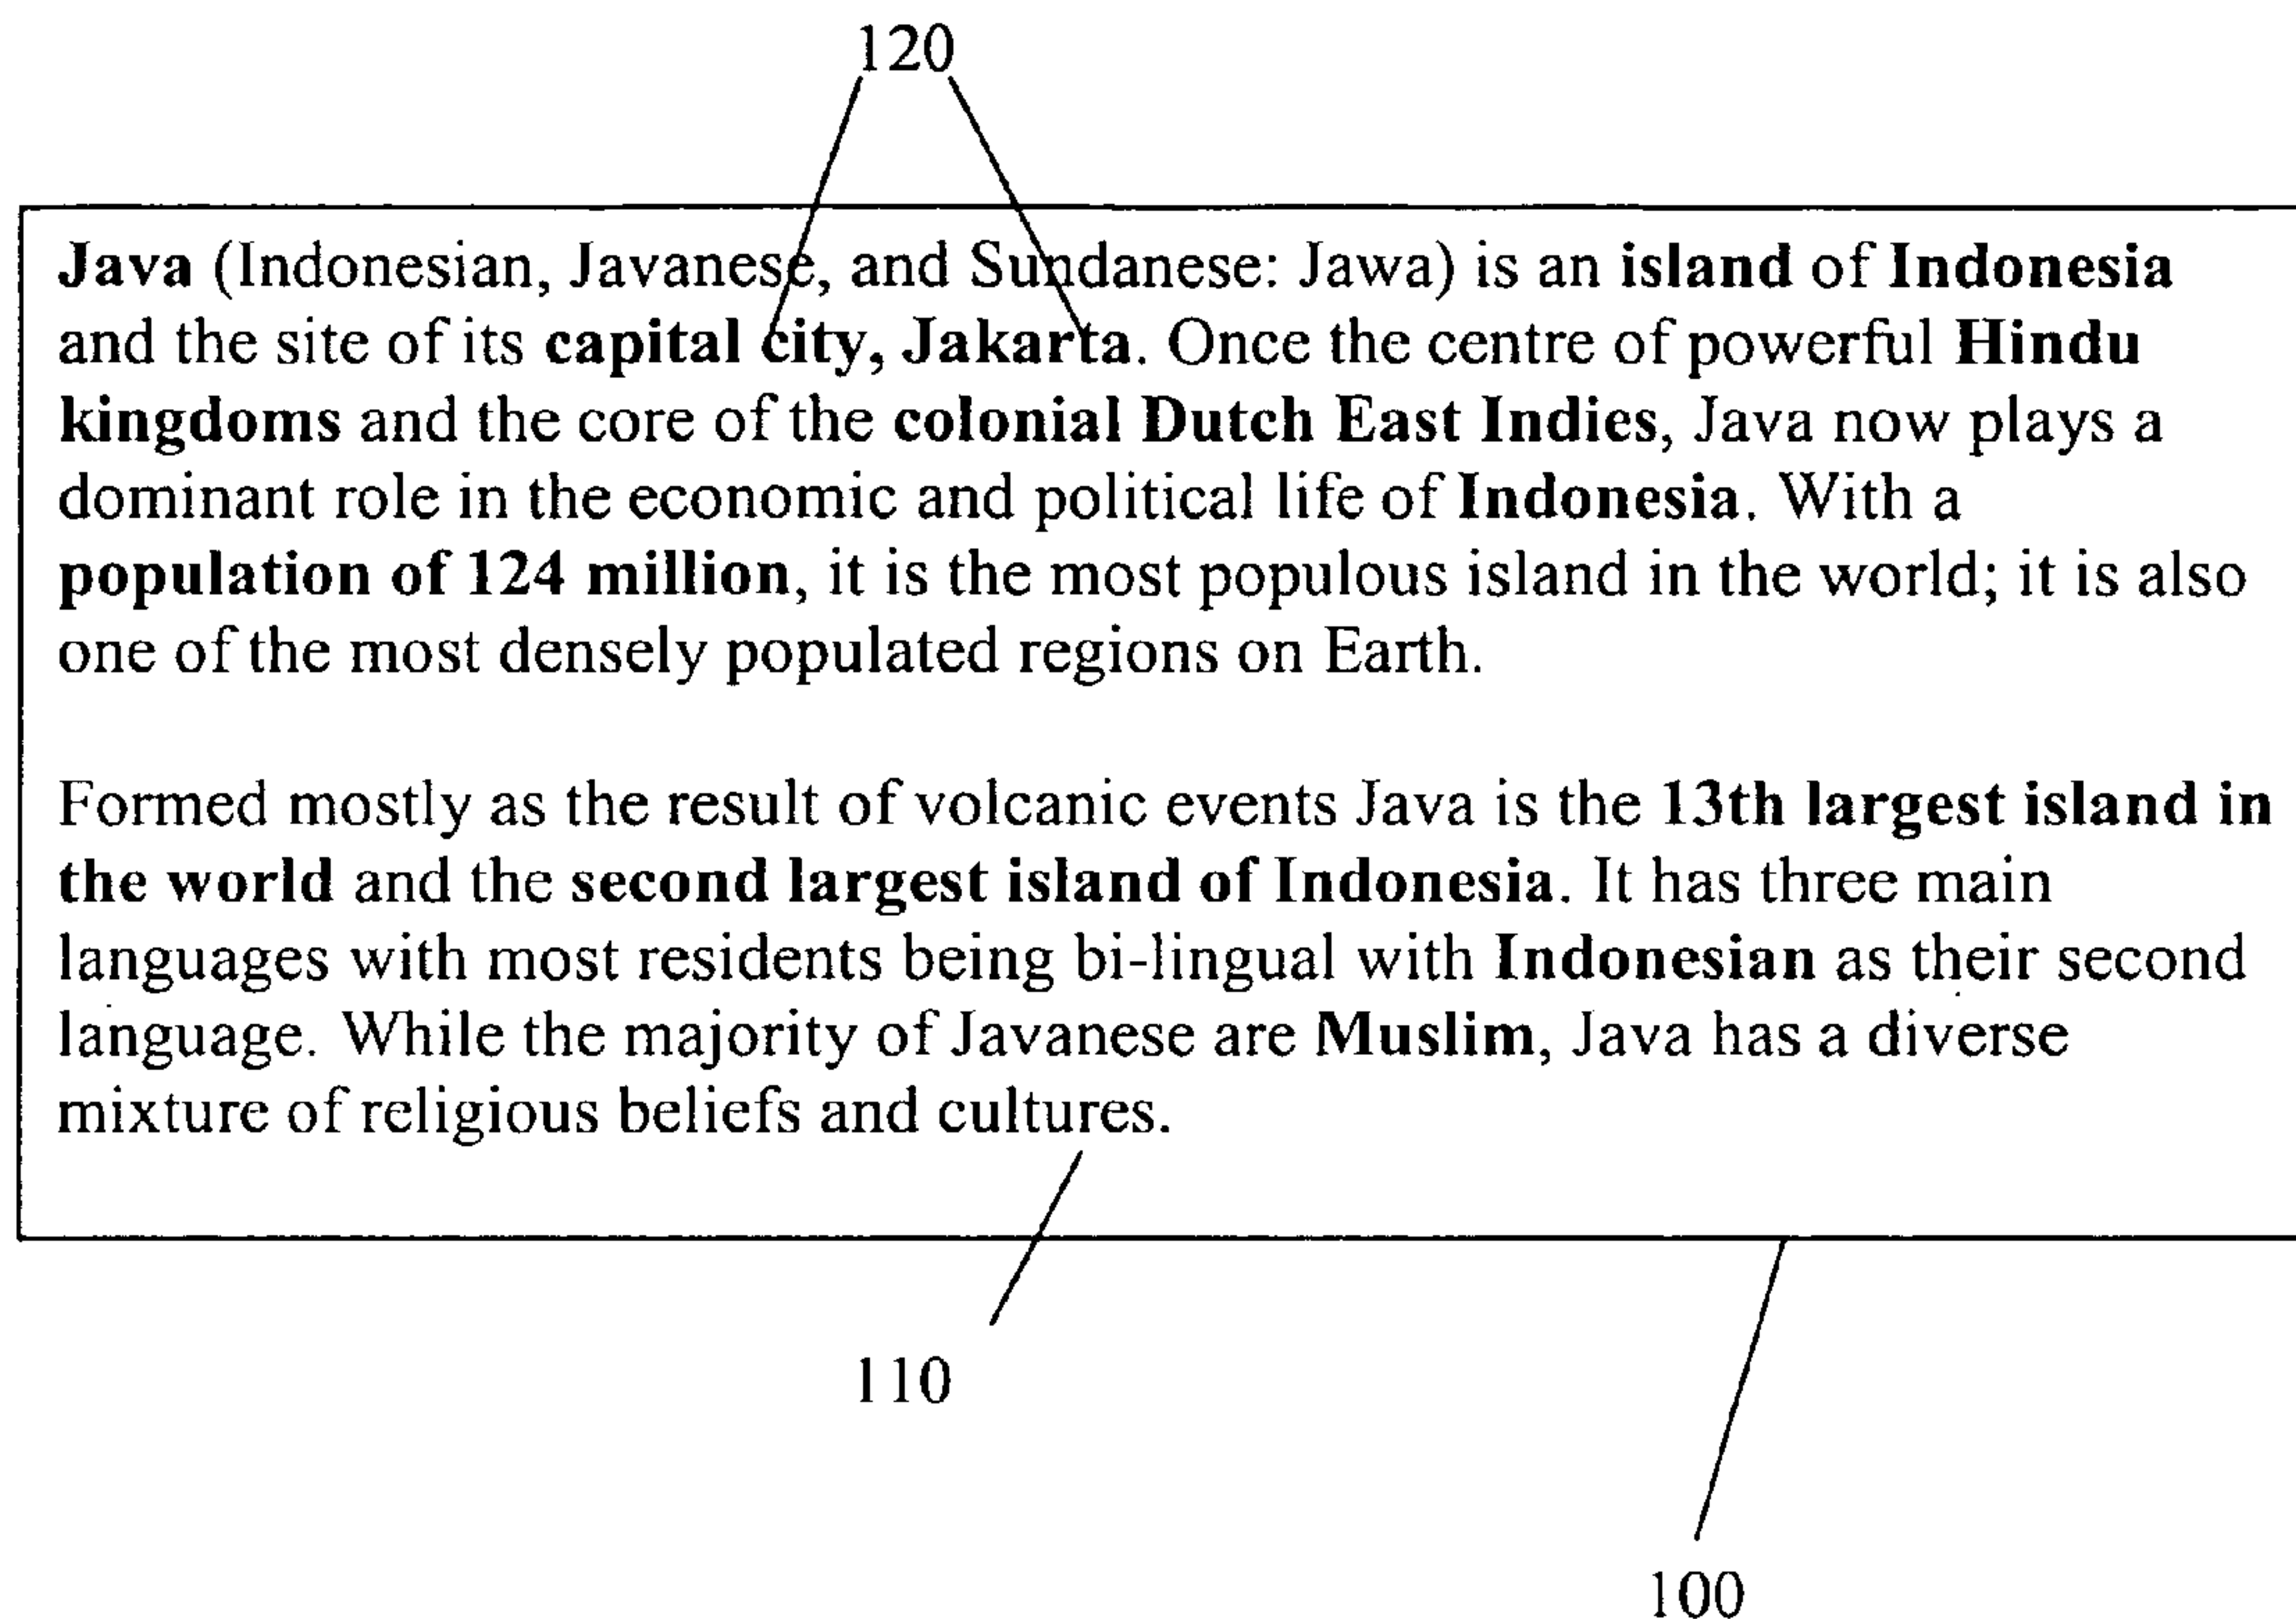 120
Java (Indonesian, Javanese, and Sundanese: Jawa) is an island of Indonesia
and the site of its capital city, Jakarta. Once the centre of powerful Hindu
kingdoms and the core of the colonial Dutch East Indies, Java now plays a
dominant role in the economic and political life of Indonesia. With a
population of 124 million, it is the most populous island in the world; it is also
one of the most densely populated regions on Earth.
Formed mostly as the result of volcanic events Java is the 13th largest island in
the world and the second largest island of Indonesia. It has three main
languages with most residents being bi-lingual with Indonesian as their second
language. While the majority of Javanese are Muslim, Java has a diverse
mixture of religious beliefs and cultures.
110
100